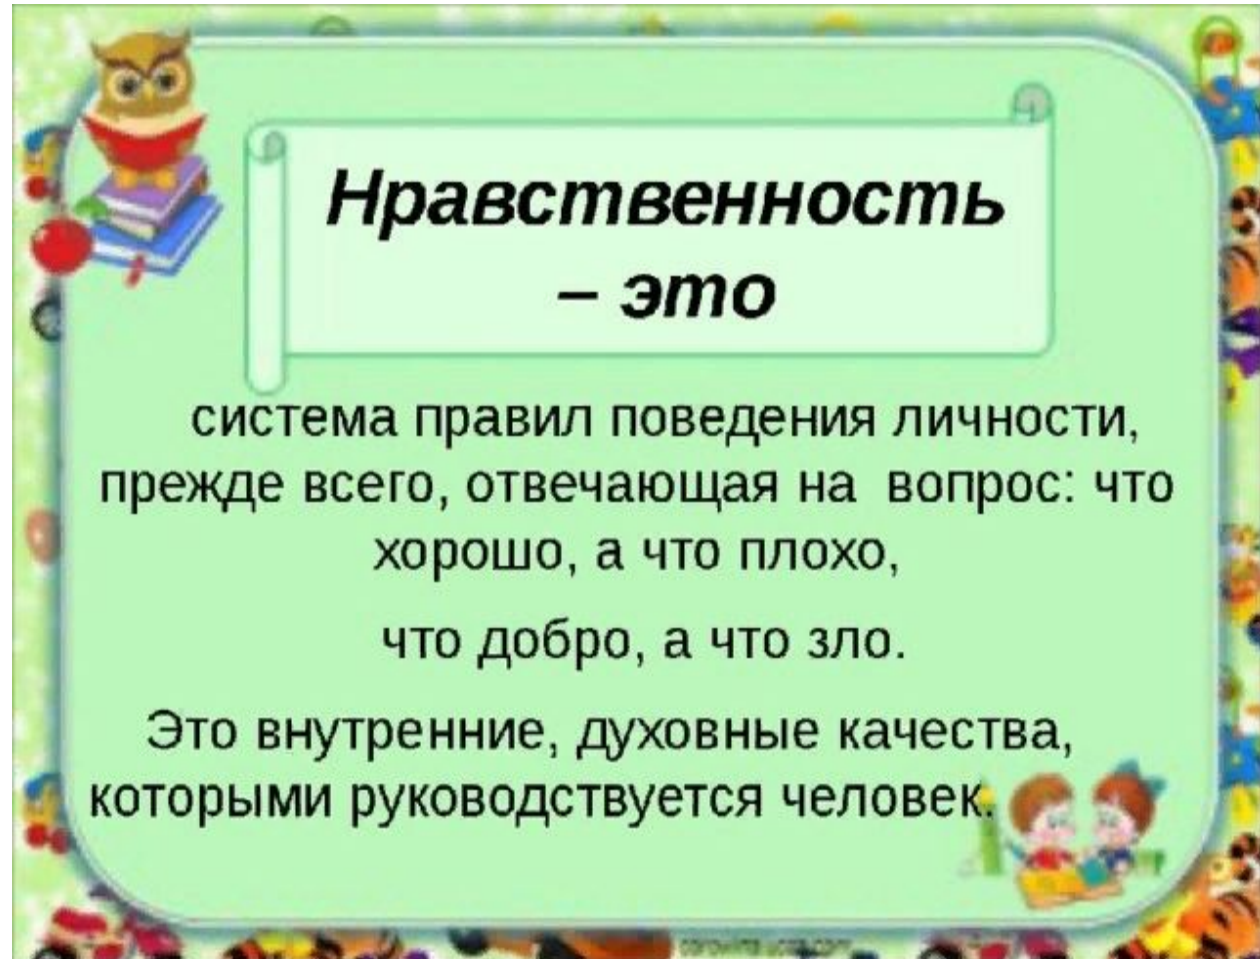 Нравственность
– это
система правил поведения личности,
прежде всего, отвечающая на вопрос: что
хорошо, а что плохо,
что добро, а что зло.
Это внутренние, духовные качества,
которыми руководствуется человек.